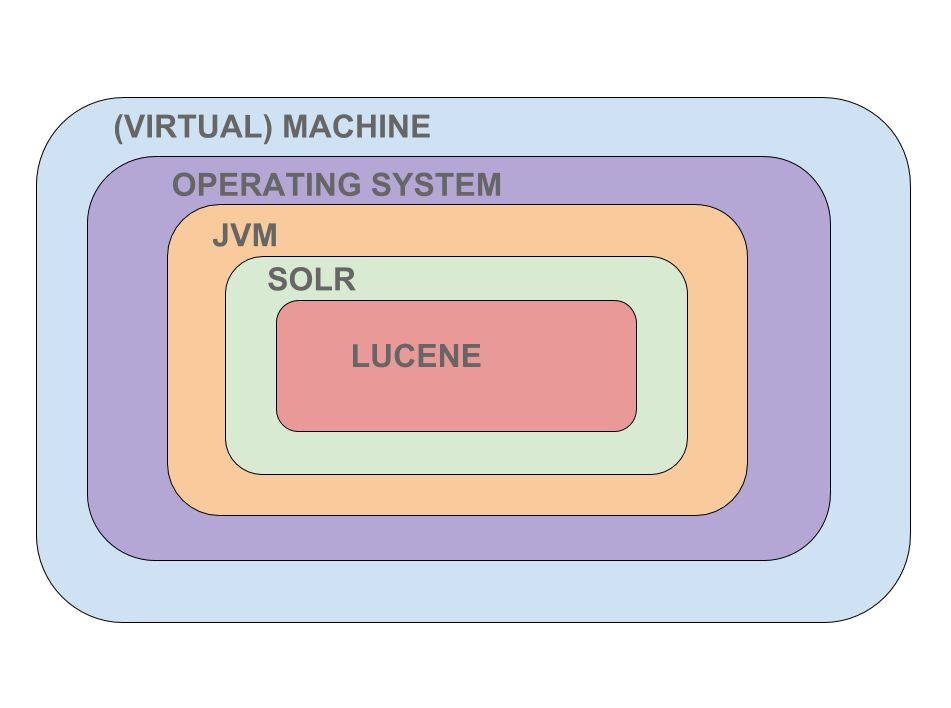 (VIRTUAL) MACHINE
OPERATING SYSTEM
JVM
SOLR
LUCENE